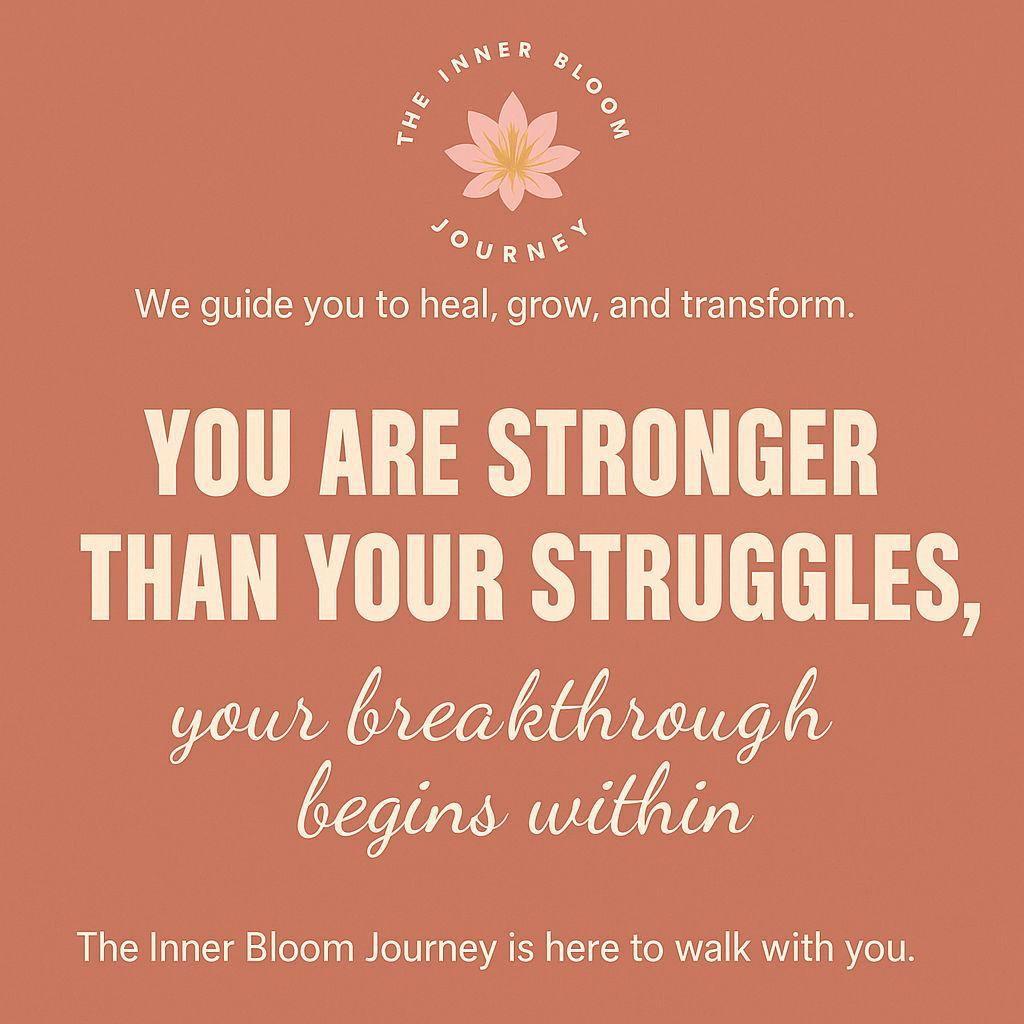 THE INNER BLOOM
JOURNEY
We guide you to heal, grow, and transform.
YOU ARE STRONGER
THAN YOUR STRUGGLES,
your breakthrough
begins within
The Inner Bloom Journey is here to walk with you.